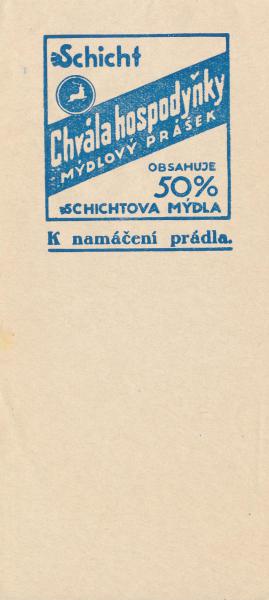 Schicht
Chvála hospodyňky
MÝDLOVÝ PRÁŠEK
OBSAHUJE
50%
SCHICHTOVA MÝDLA
K namáčení prádla.